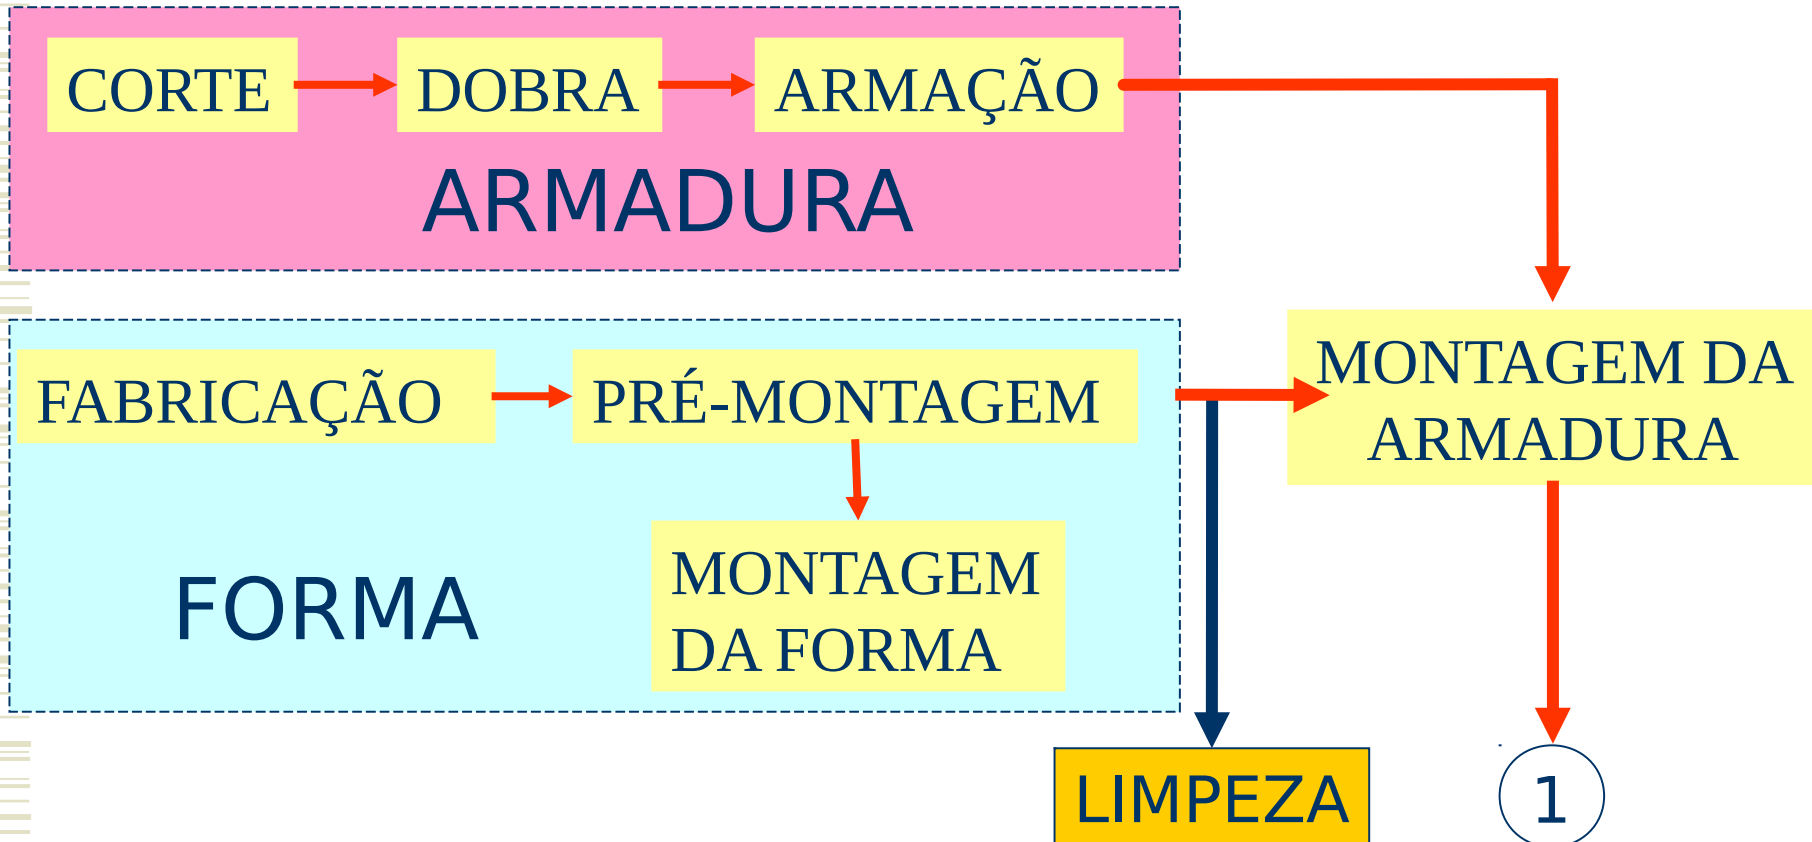 CORTE
DOBRA
ARMAÇÃO
ARMADURA
FABRICAÇÃO
PRÉ-MONTAGEM
MONTAGEM
DA FORMA
FORMA
MONTAGEM DA
ARMADURA
LIMPEZA
1